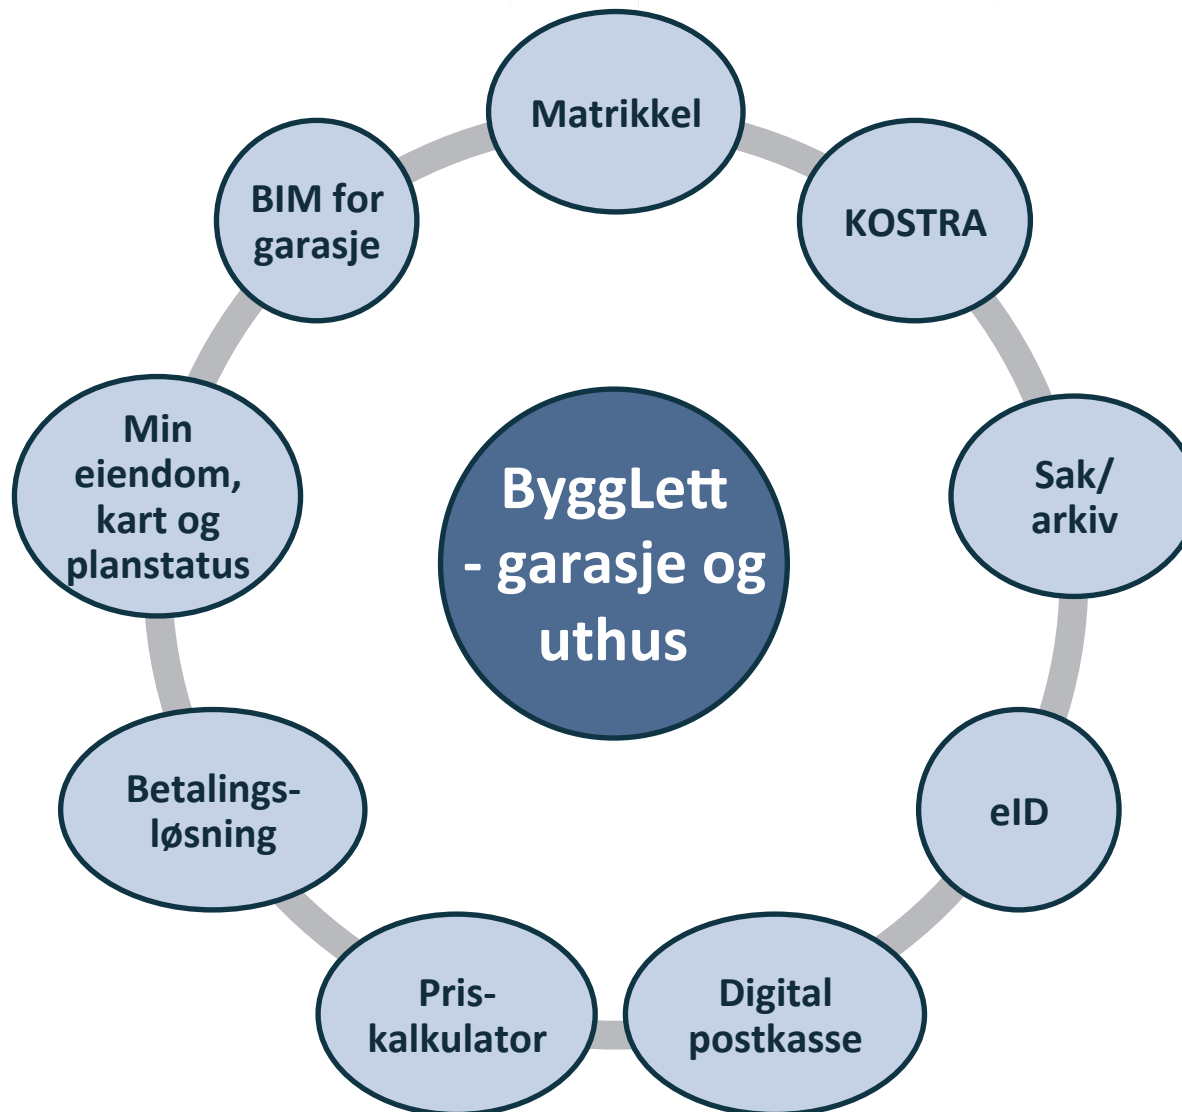 Matrikkel
KOSTRA
Sak/
arkiv
eID
Digital
postkasse
Pris-
kalkulator
Betalings-
løsning
Min
eiendom,
kart og
planstatus
BIM for
garasje
ByggLett
- garasje og
uthus